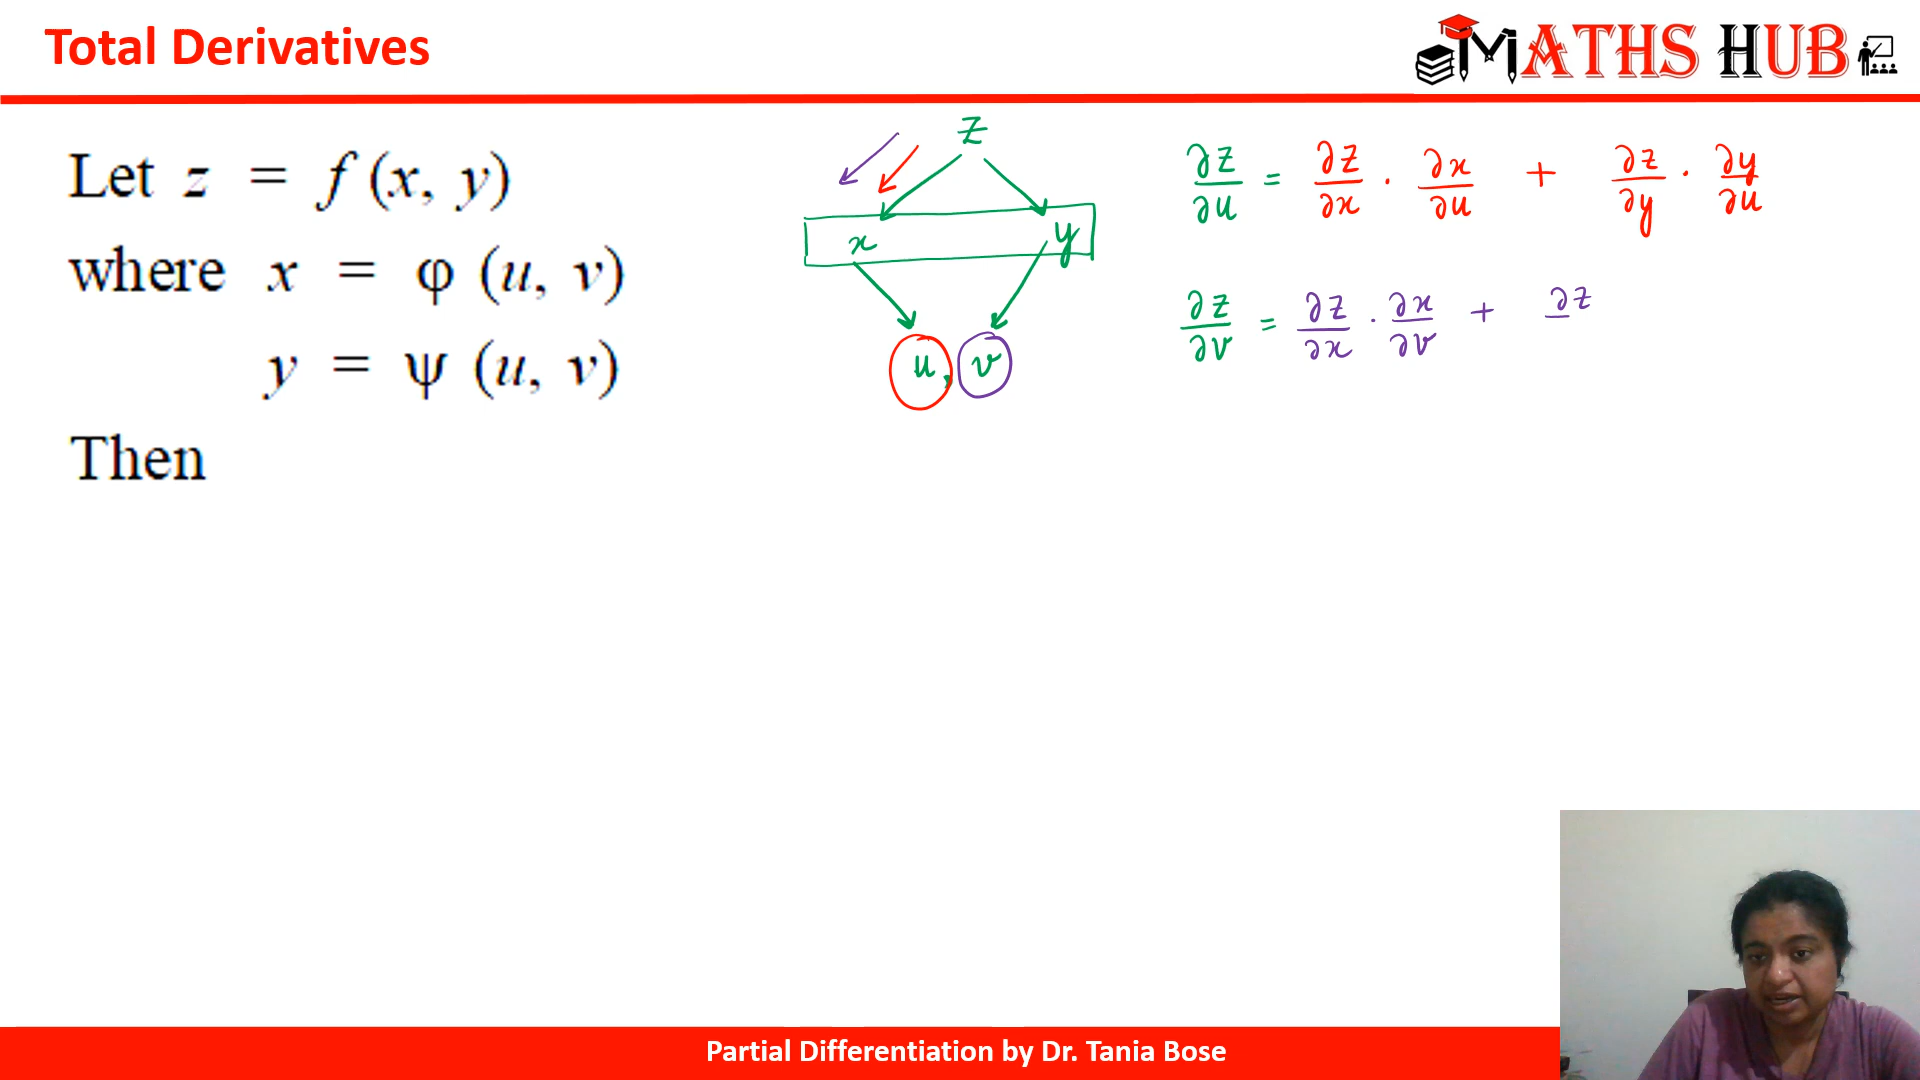 Total Derivatives
MATHS HUB
Let z = f (x, y)
where x = φ (u, v)
y = ψ (u, v)
Then
z
x y
u, v
∂z/∂u = ∂z/∂x · ∂x/∂u + ∂z/∂y · ∂y/∂u
∂z/∂v = ∂z/∂x · ∂x/∂v + ∂z
Partial Differentiation by Dr. Tania Bose